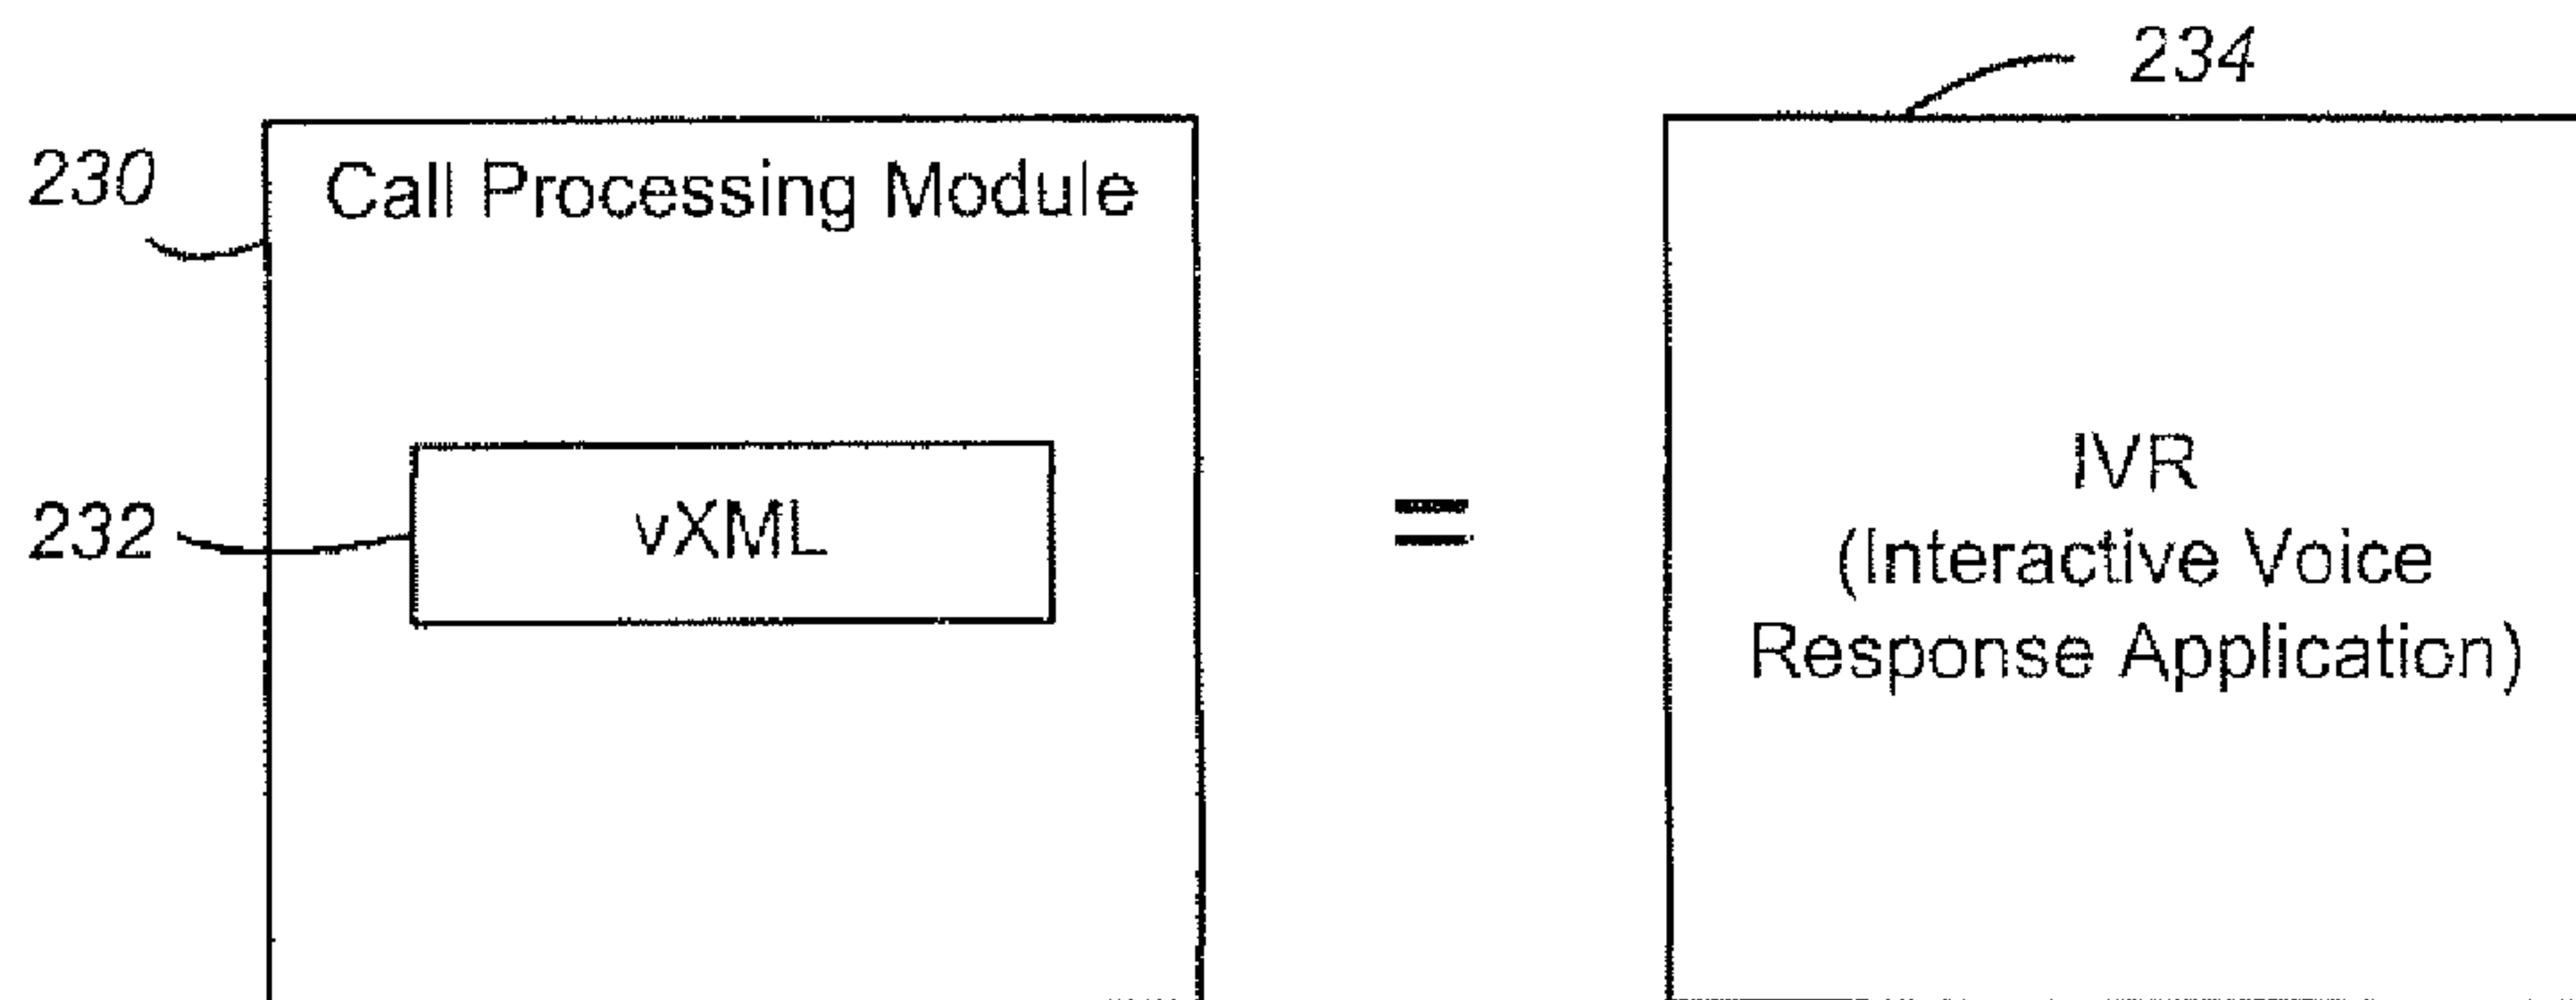 234
230
Call Processing Module
232
vXML
=
IVR
(Interactive Voice
Response Application)